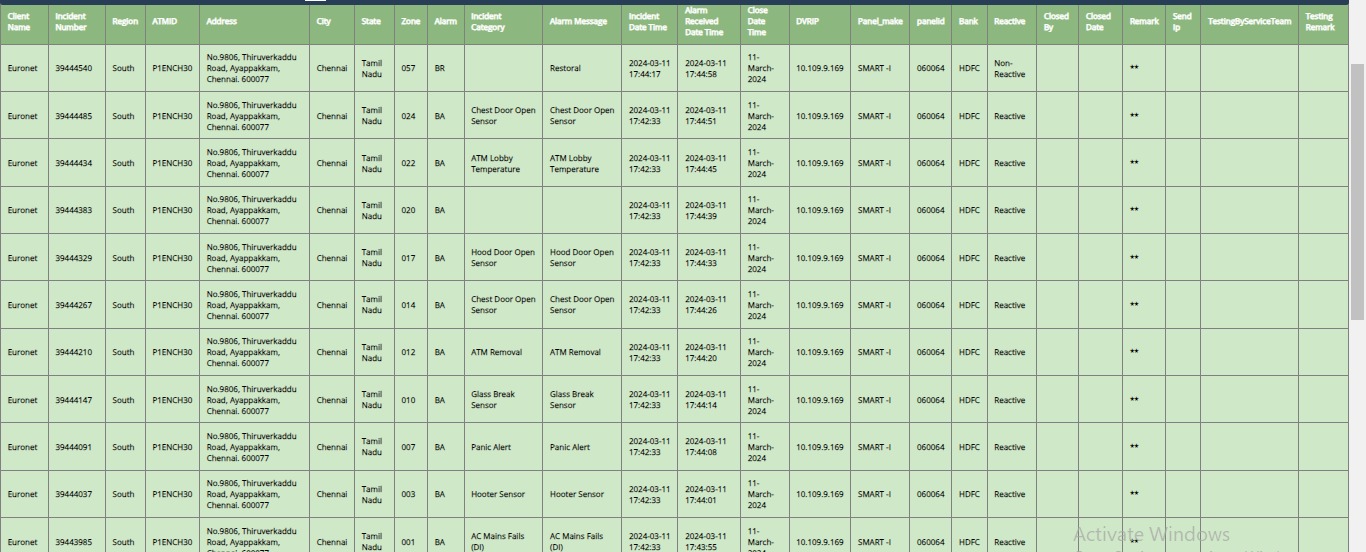 Client Name Incident Number Region ATMID Address City State Zone Alarm Incident Category Alarm Message Incident Date Time Alarm Received Date Time Close Date Time DVRIP Panel_make panelid Bank Reactive Closed By Closed Date Remark Send Ip TestingByServiceTeam Testing Remark
Euronet 39444540 South P1ENCH30 No.9806, Thiruverkaddu Road, Ayappakkam, Chennai. 600077 Chennai Tamil Nadu 057 BR Restoral 2024-03-11 17:44:17 2024-03-11 17:44:58 11-March-2024 10.109.9.169 SMART -I 060064 HDFC Non-Reactive **
Euronet 39444485 South P1ENCH30 No.9806, Thiruverkaddu Road, Ayappakkam, Chennai. 600077 Chennai Tamil Nadu 024 BA Chest Door Open Sensor Chest Door Open Sensor 2024-03-11 17:42:33 2024-03-11 17:44:51 11-March-2024 10.109.9.169 SMART -I 060064 HDFC Reactive **
Euronet 39444434 South P1ENCH30 No.9806, Thiruverkaddu Road, Ayappakkam, Chennai. 600077 Chennai Tamil Nadu 022 BA ATM Lobby Temperature ATM Lobby Temperature 2024-03-11 17:42:33 2024-03-11 17:44:45 11-March-2024 10.109.9.169 SMART -I 060064 HDFC Reactive **
Euronet 39444383 South P1ENCH30 No.9806, Thiruverkaddu Road, Ayappakkam, Chennai. 600077 Chennai Tamil Nadu 020 BA 2024-03-11 17:42:33 2024-03-11 17:44:39 11-March-2024 10.109.9.169 SMART -I 060064 HDFC Reactive **
Euronet 39444329 South P1ENCH30 No.9806, Thiruverkaddu Road, Ayappakkam, Chennai. 600077 Chennai Tamil Nadu 017 BA Hood Door Open Sensor Hood Door Open Sensor 2024-03-11 17:42:33 2024-03-11 17:44:33 11-March-2024 10.109.9.169 SMART -I 060064 HDFC Reactive **
Euronet 39444267 South P1ENCH30 No.9806, Thiruverkaddu Road, Ayappakkam, Chennai. 600077 Chennai Tamil Nadu 014 BA Chest Door Open Sensor Chest Door Open Sensor 2024-03-11 17:42:33 2024-03-11 17:44:26 11-March-2024 10.109.9.169 SMART -I 060064 HDFC Reactive **
Euronet 39444210 South P1ENCH30 No.9806, Thiruverkaddu Road, Ayappakkam, Chennai. 600077 Chennai Tamil Nadu 012 BA ATM Removal ATM Removal 2024-03-11 17:42:33 2024-03-11 17:44:20 11-March-2024 10.109.9.169 SMART -I 060064 HDFC Reactive **
Euronet 39444147 South P1ENCH30 No.9806, Thiruverkaddu Road, Ayappakkam, Chennai. 600077 Chennai Tamil Nadu 010 BA Glass Break Sensor Glass Break Sensor 2024-03-11 17:42:33 2024-03-11 17:44:14 11-March-2024 10.109.9.169 SMART -I 060064 HDFC Reactive **
Euronet 39444091 South P1ENCH30 No.9806, Thiruverkaddu Road, Ayappakkam, Chennai. 600077 Chennai Tamil Nadu 007 BA Panic Alert Panic Alert 2024-03-11 17:42:33 2024-03-11 17:44:08 11-March-2024 10.109.9.169 SMART -I 060064 HDFC Reactive **
Euronet 39444037 South P1ENCH30 No.9806, Thiruverkaddu Road, Ayappakkam, Chennai. 600077 Chennai Tamil Nadu 003 BA Hooter Sensor Hooter Sensor 2024-03-11 17:42:33 2024-03-11 17:44:01 11-March-2024 10.109.9.169 SMART -I 060064 HDFC Reactive **
Euronet 39443985 South P1ENCH30 No.9806, Thiruverkaddu Road, Ayappakkam, Chennai Tamil Nadu 001 BA AC Mains Fails (DI) AC Mains Fails (DI) 2024-03-11 17:42:33 2024-03-11 17:43:55 11-March- 10.109.9.169 SMART -I 060064 HDFC Reactive **
Activate Windows